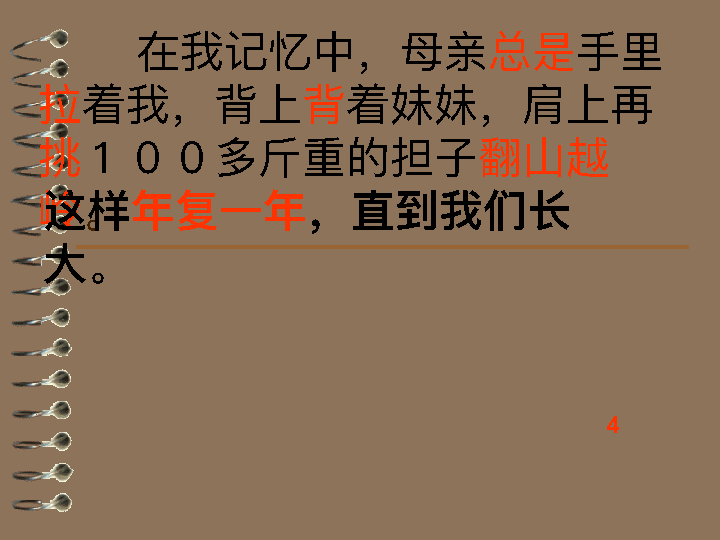 在我记忆中，母亲总是手里
拉着我，背上背着妹妹，肩上再
挑１００多斤重的担子翻山越
这样年复一年，直到我们长
大。
4